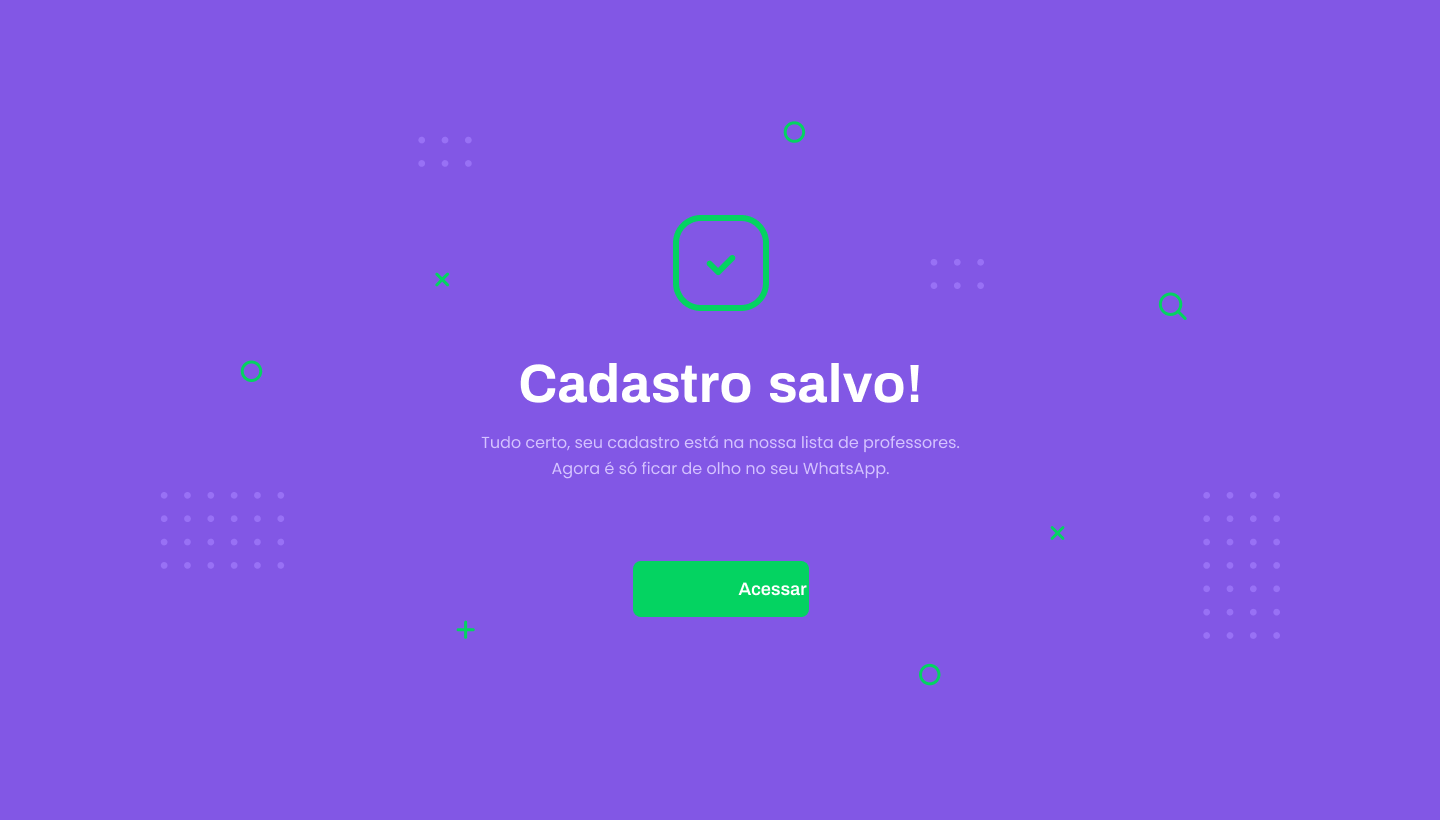 Cadastro salvo!
Tudo certo, seu cadastro está na nossa lista de professores.
Agora é só ficar de olho no seu WhatsApp.
Acessar